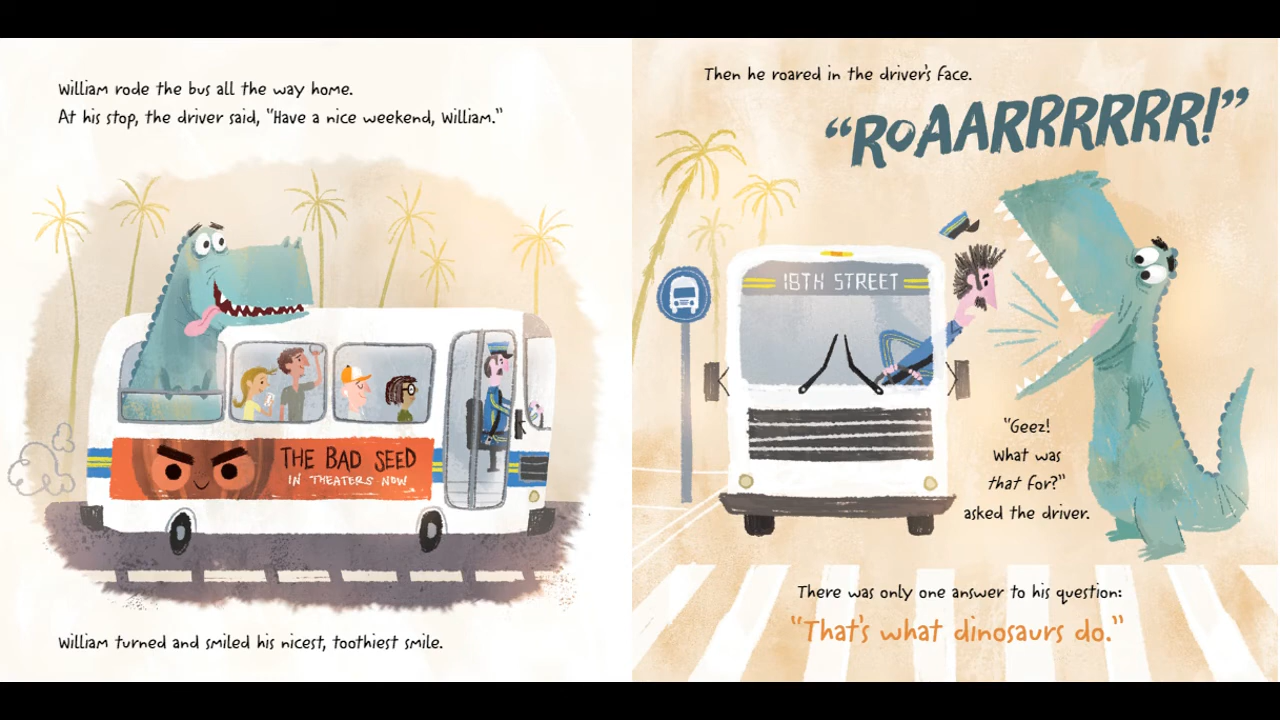 William rode the bus all the way home.
At his stop, the driver said, “Have a nice weekend, William.”
THE BAD SEED
IN THEATERS NOW
William turned and smiled his nicest, toothiest smile.
Then he roared in the driver’s face.
“ROAARRRRRRR!”
18TH STREET
“Geez!
What was
that for?”
asked the driver.
There was only one answer to his question:
“That’s what dinosaurs do.”